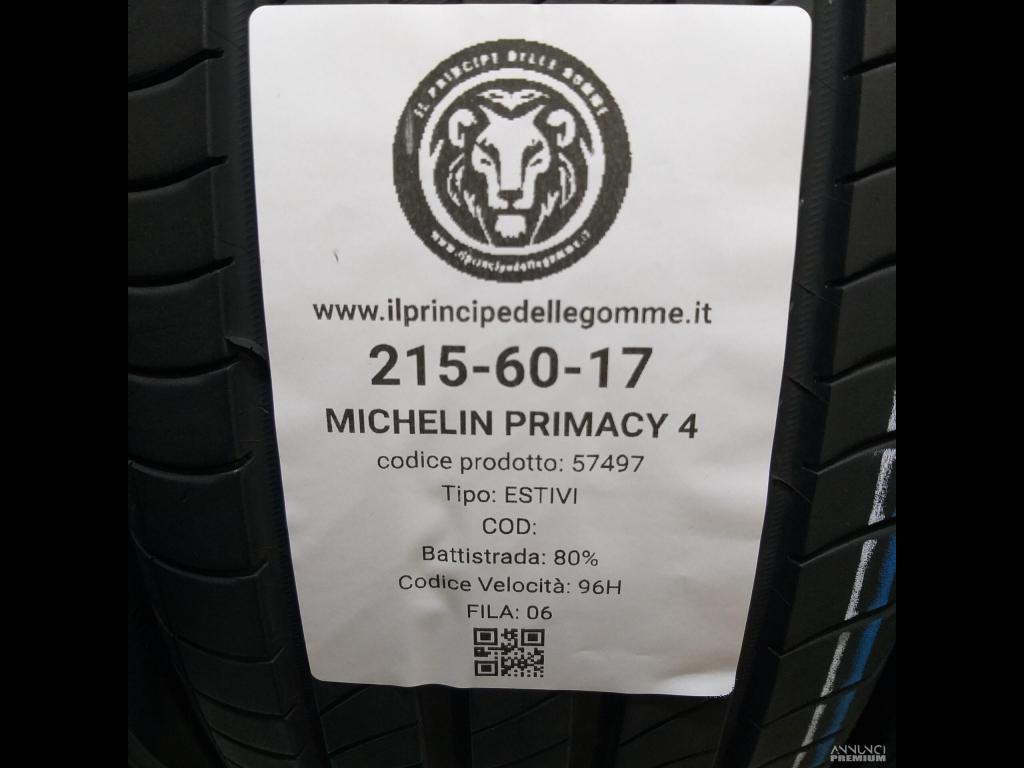 IL PRINCIPE DELLE GOMME
www.ilprincipedellegomme.it
www.ilprincipedellegomme.it
215-60-17
MICHELIN PRIMACY 4
codice prodotto: 57497
Tipo: ESTIVI
COD:
Battistrada: 80%
Codice Velocità: 96H
FILA: 06
ANNUNCI
PREMIUM